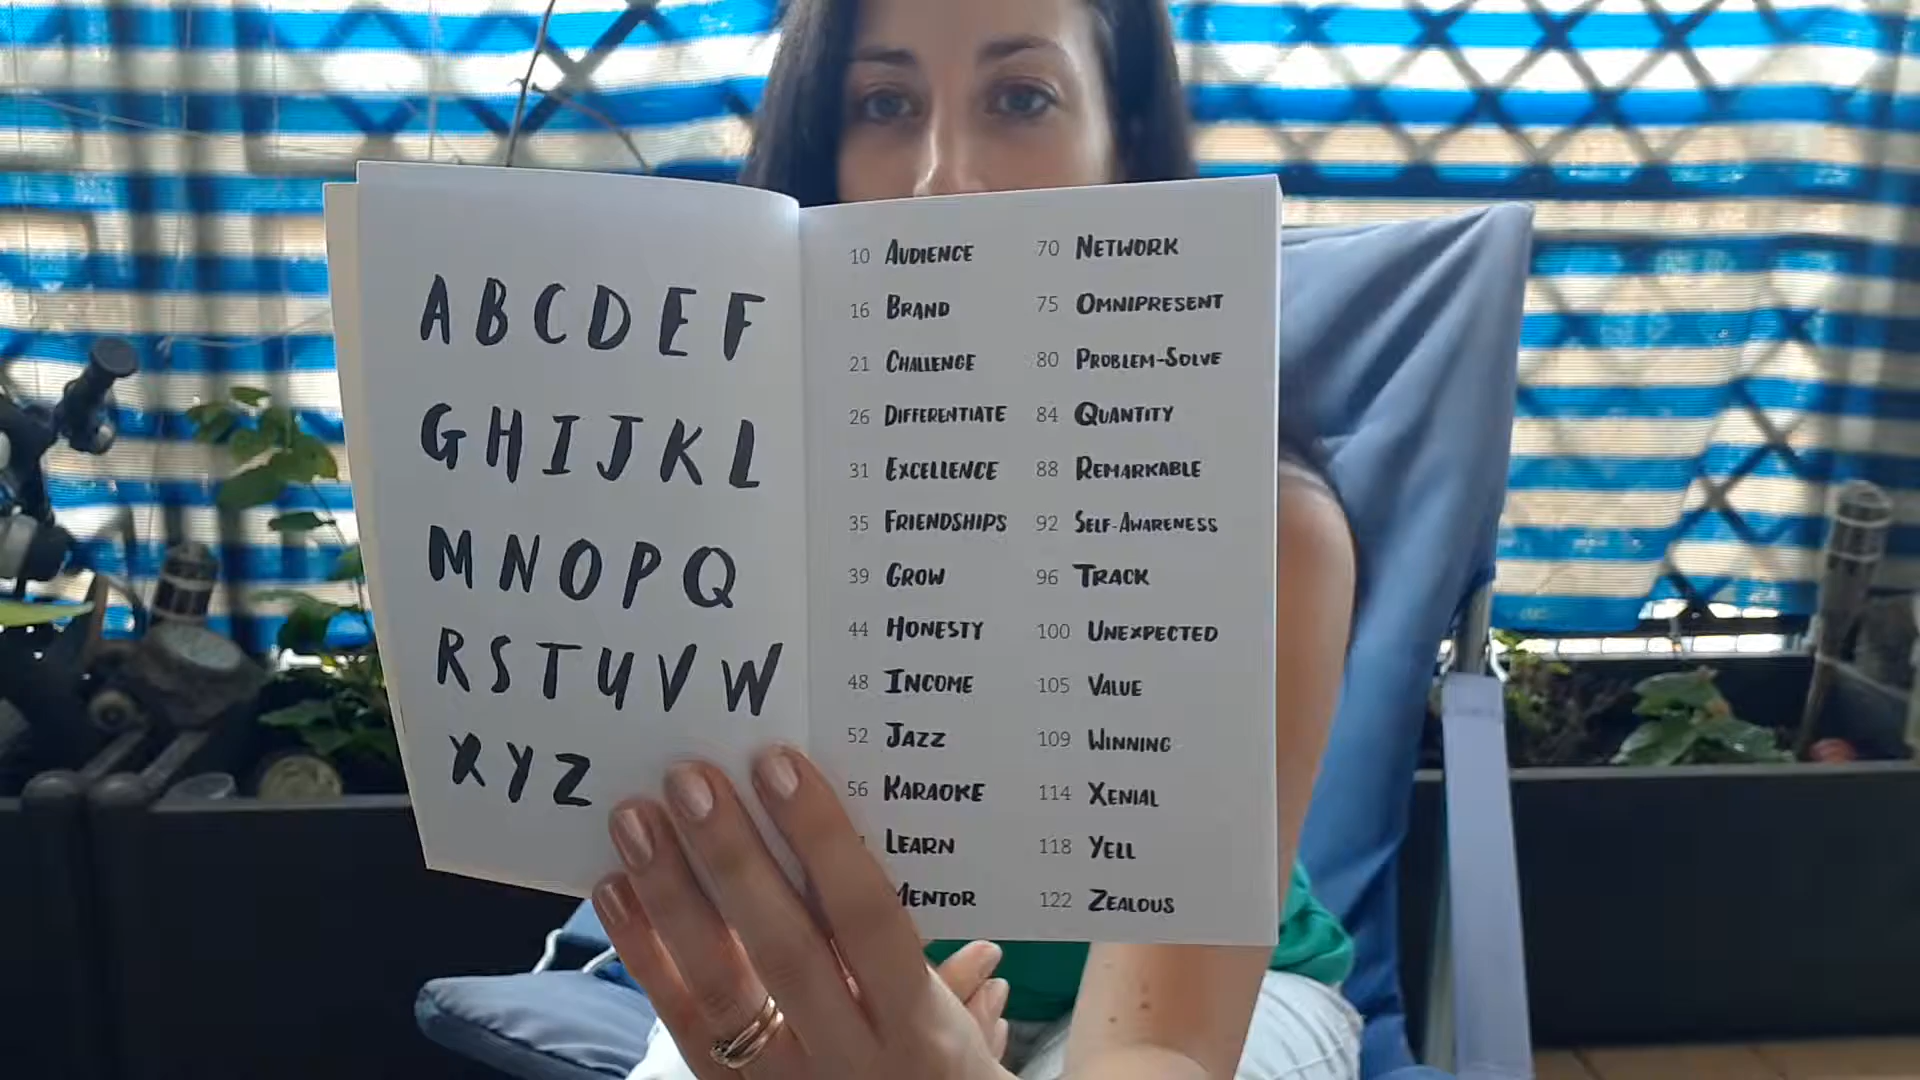 A B C D E F
G H I J K L
M N O P Q
R S T U V W
X Y Z
10 AUDIENCE
16 BRAND
21 CHALLENGE
26 DIFFERENTIATE
31 EXCELLENCE
35 FRIENDSHIPS
39 GROW
44 HONESTY
48 INCOME
52 JAZZ
56 KARAOKE
LEARN
MENTOR
70 NETWORK
75 OMNIPRESENT
80 PROBLEM-SOLVE
84 QUANTITY
88 REMARKABLE
92 SELF-AWARENESS
96 TRACK
100 UNEXPECTED
105 VALUE
109 WINNING
114 XENIAL
118 YELL
122 ZEALOUS